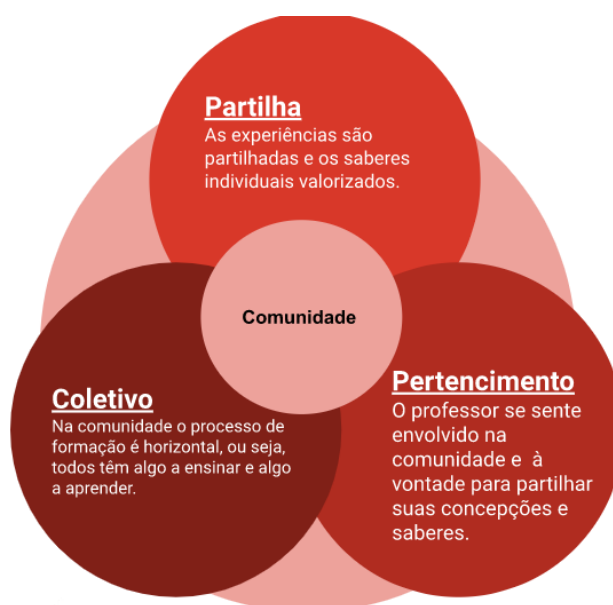 Partilha
As experiências são
partilhadas e os saberes
individuais valorizados.
Comunidade
Coletivo
Na comunidade o processo de
formação é horizontal, ou seja,
todos têm algo a ensinar e algo
a aprender.
Pertencimento
O professor se sente
envolvido na
comunidade e à
vontade para partilhar
suas concepções e
saberes.